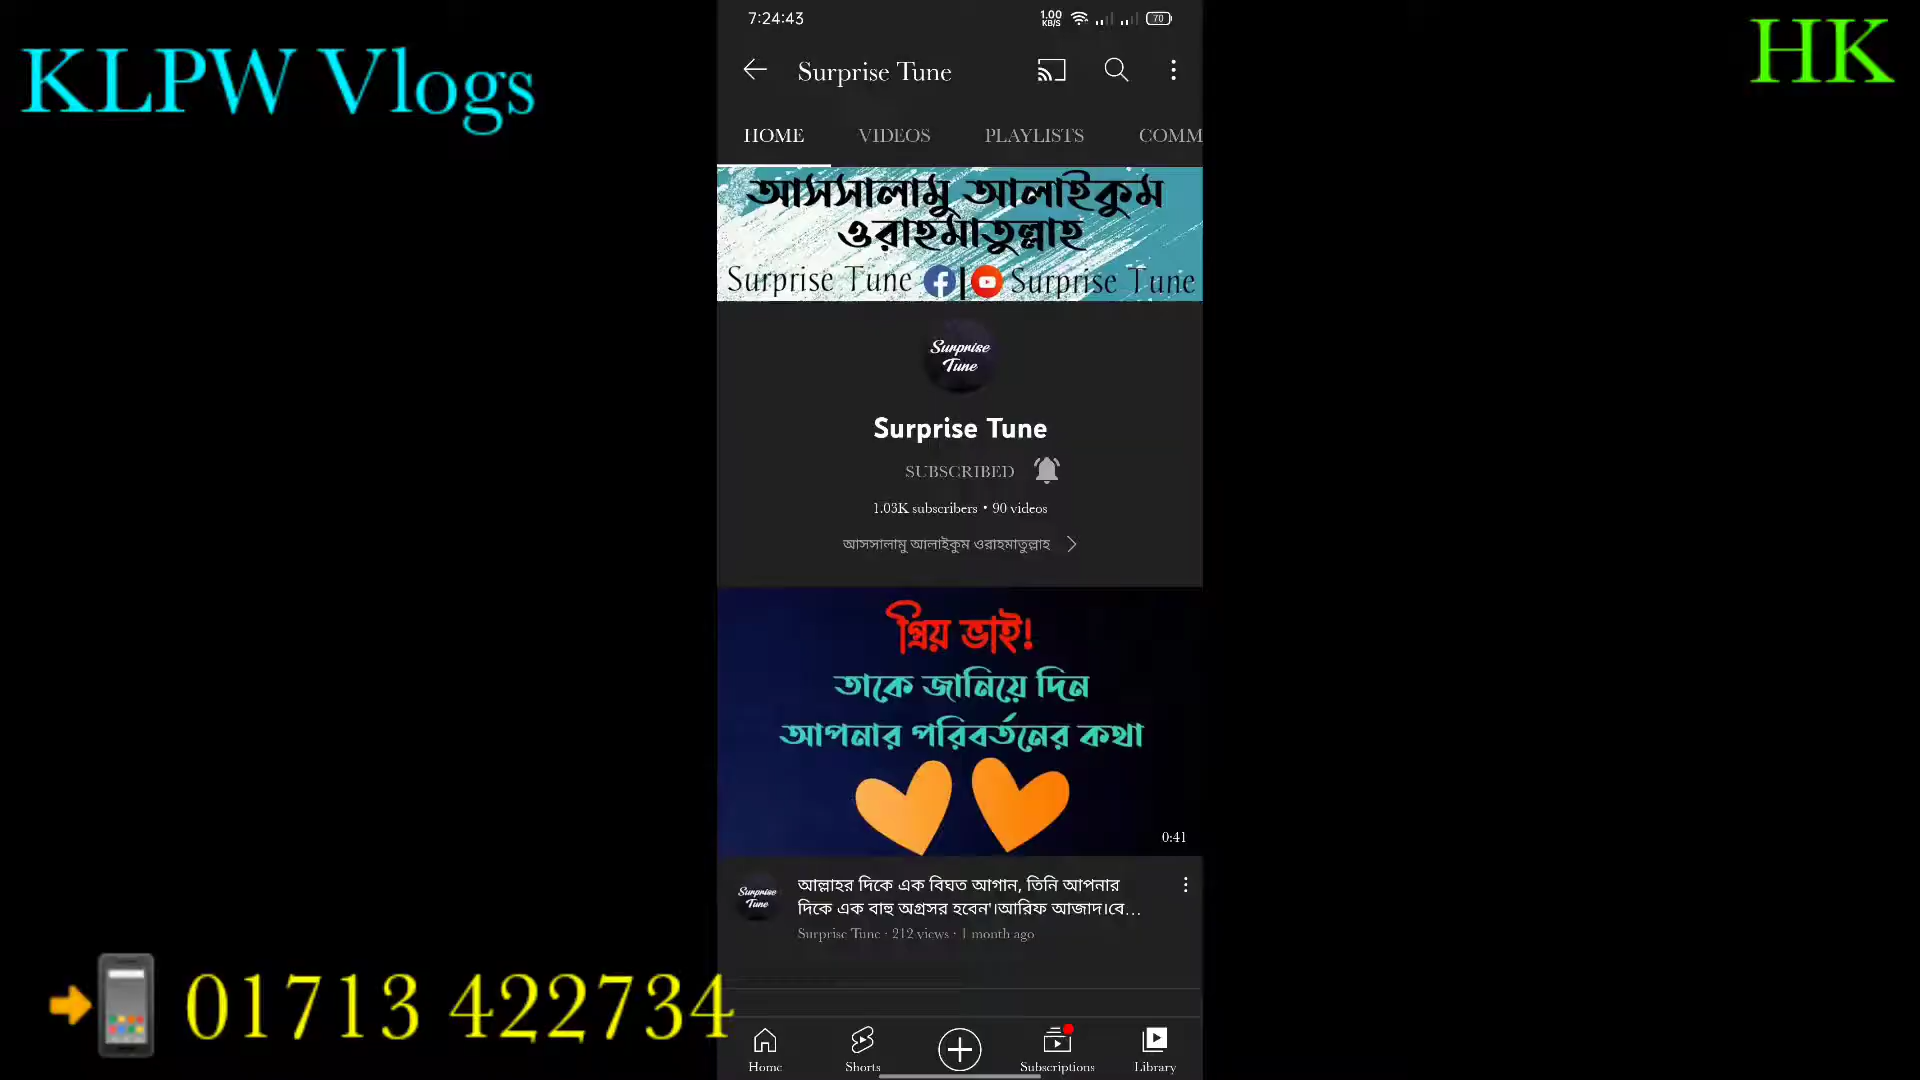 KLPW Vlogs
HK
7:24:43
1.00 KB/S
70
Surprise Tune
HOME VIDEOS PLAYLISTS COMM
আসসালামু আলাইকুম
ওরাহমাতুল্লাহ
Surprise Tune | Surprise Tune
Surprise
Tune
Surprise Tune
SUBSCRIBED
1.03K subscribers • 90 videos
আসসালামু আলাইকুম ওরাহমাতুল্লাহ
প্রিয় ভাই!
তাকে জানিয়ে দিন
আপনার পরিবর্তনের কথা
0:41
Surprise
Tune
আল্লাহর দিকে এক বিঘত আগান, তিনি আপনার
দিকে এক বাহু অগ্রসর হবেন'।আরিফ আজাদ।বে...
Surprise Tune · 212 views · 1 month ago
01713 422734
Home Shorts Subscriptions Library